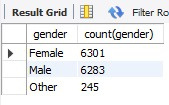 Result Grid Filter Ro
gender count(gender)
Female 6301
Male 6283
Other 245